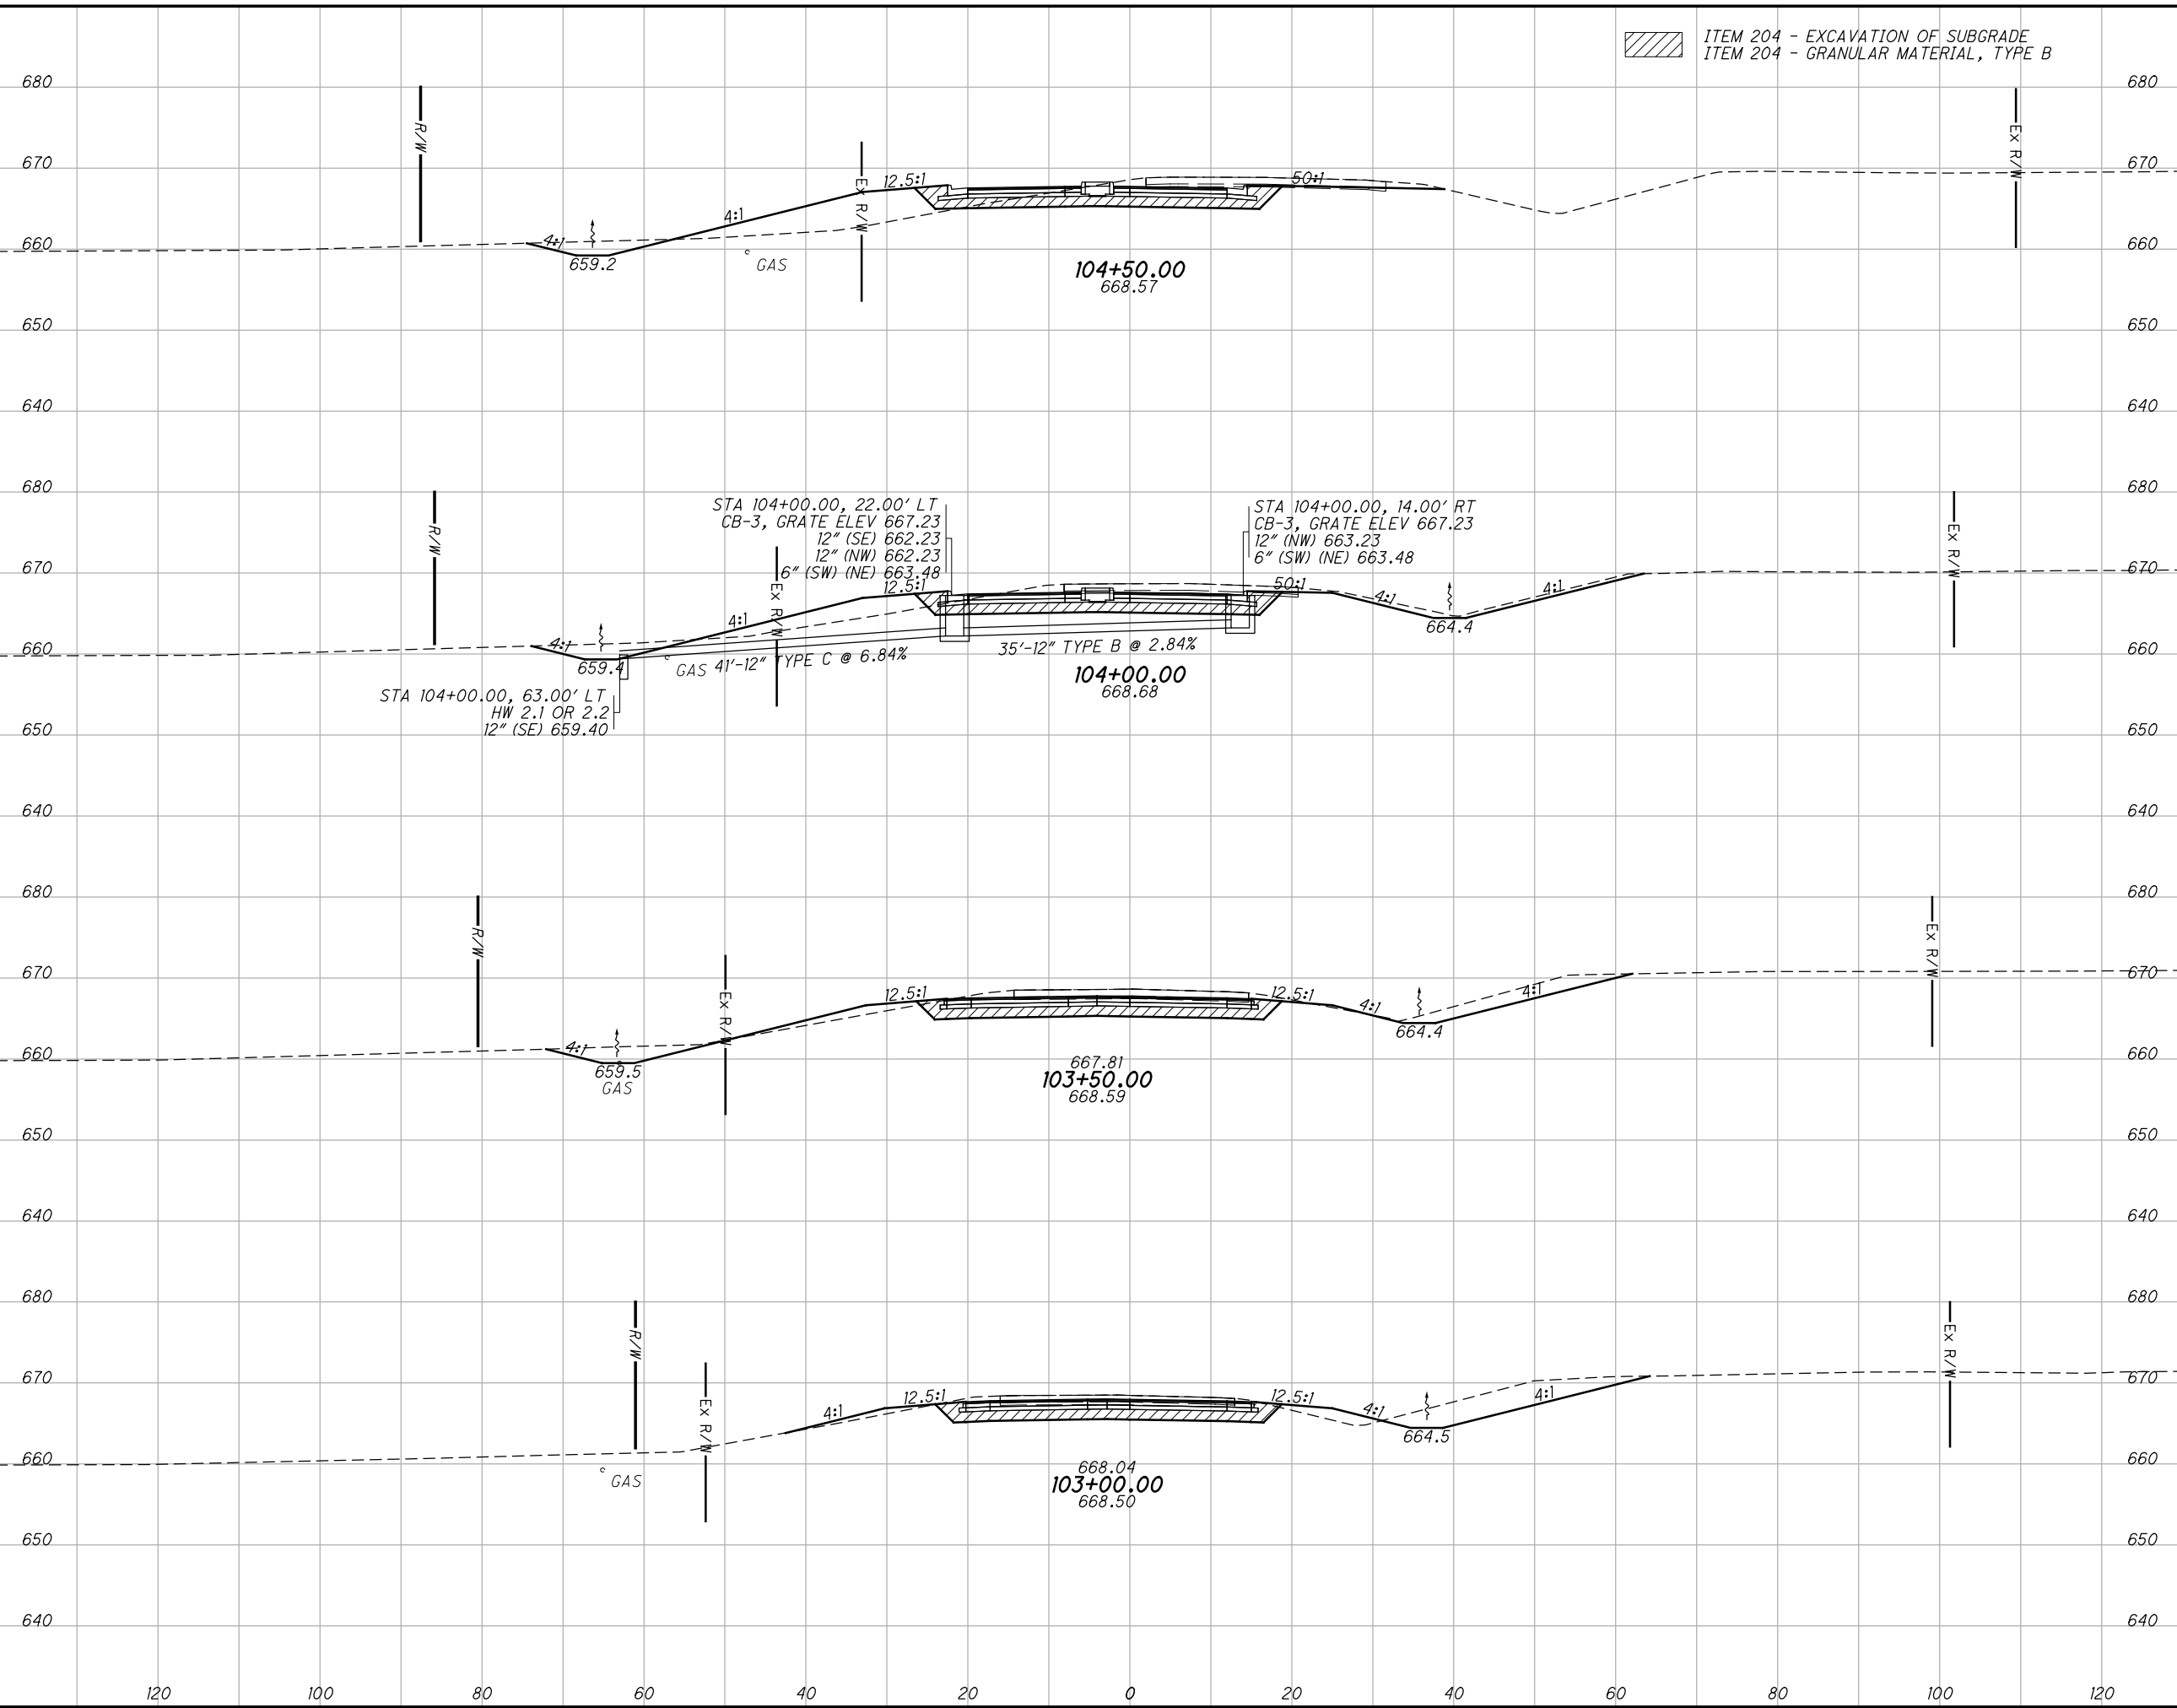 ITEM 204 - EXCAVATION OF SUBGRADE
ITEM 204 - GRANULAR MATERIAL, TYPE B
680 680
R/W
Ex R/W
670 670
Ex R/W
12.5:1
50:1
4:1
660 660
4:1
659.2
GAS
104+50.00
668.57
650 650
640 640
680 680
R/W
STA 104+00.00, 22.00' LT
CB-3, GRATE ELEV 667.23
12" (SE) 662.23
12" (NW) 662.23
6" (SW) (NE) 663.48
STA 104+00.00, 14.00' RT
CB-3, GRATE ELEV 667.23
12" (NW) 663.23
6" (SW) (NE) 663.48
Ex R/W
670 670
Ex R/W
12.5:1
50:1
4:1
4:1
4:1
664.4
660 660
4:1
659.4
GAS
41'-12" TYPE C @ 6.84%
35'-12" TYPE B @ 2.84%
104+00.00
668.68
STA 104+00.00, 63.00' LT
HW 2.1 OR 2.2
12" (SE) 659.40
650 650
640 640
680 680
R/W
Ex R/W
670 670
Ex R/W
12.5:1
12.5:1
4:1
4:1
664.4
660 660
4:1
659.5
GAS
667.81
103+50.00
668.59
650 650
640 640
680 680
R/W
Ex R/W
670 670
Ex R/W
4:1
12.5:1
12.5:1
4:1
4:1
664.5
660 660
GAS
668.04
103+00.00
668.50
650 650
640 640
120 100 80 60 40 20 0 20 40 60 80 100 120